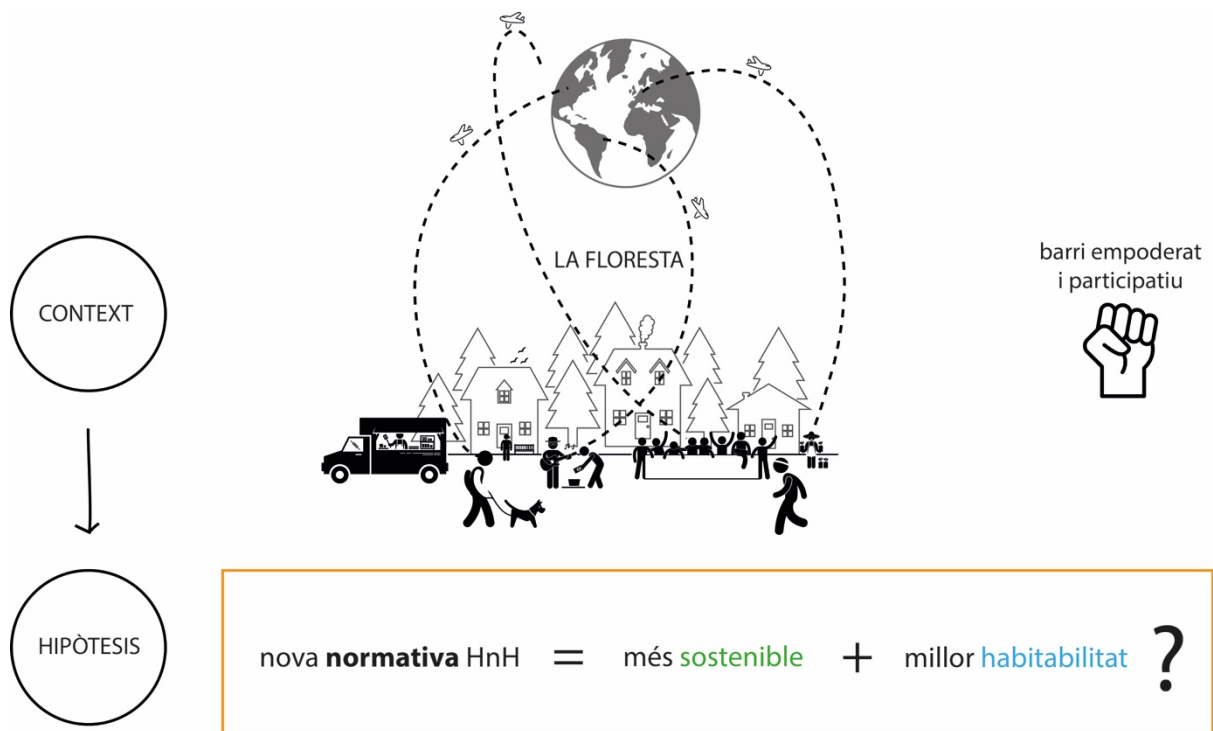 LA FLORESTA
barri empoderat
i participatiu
CONTEXT
HIPÒTESIS
nova normativa HnH = més sostenible + millor habitabilitat ?